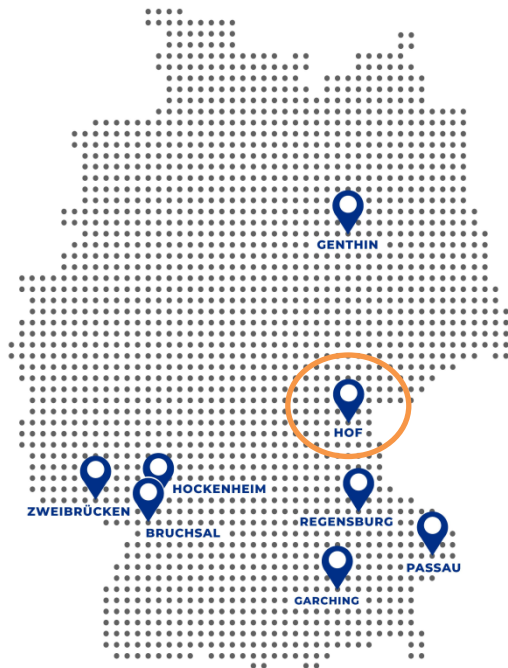 GENTHIN
HOF
HOCKENHEIM
ZWEIBRÜCKEN
REGENSBURG
BRUCHSAL
PASSAU
GARCHING